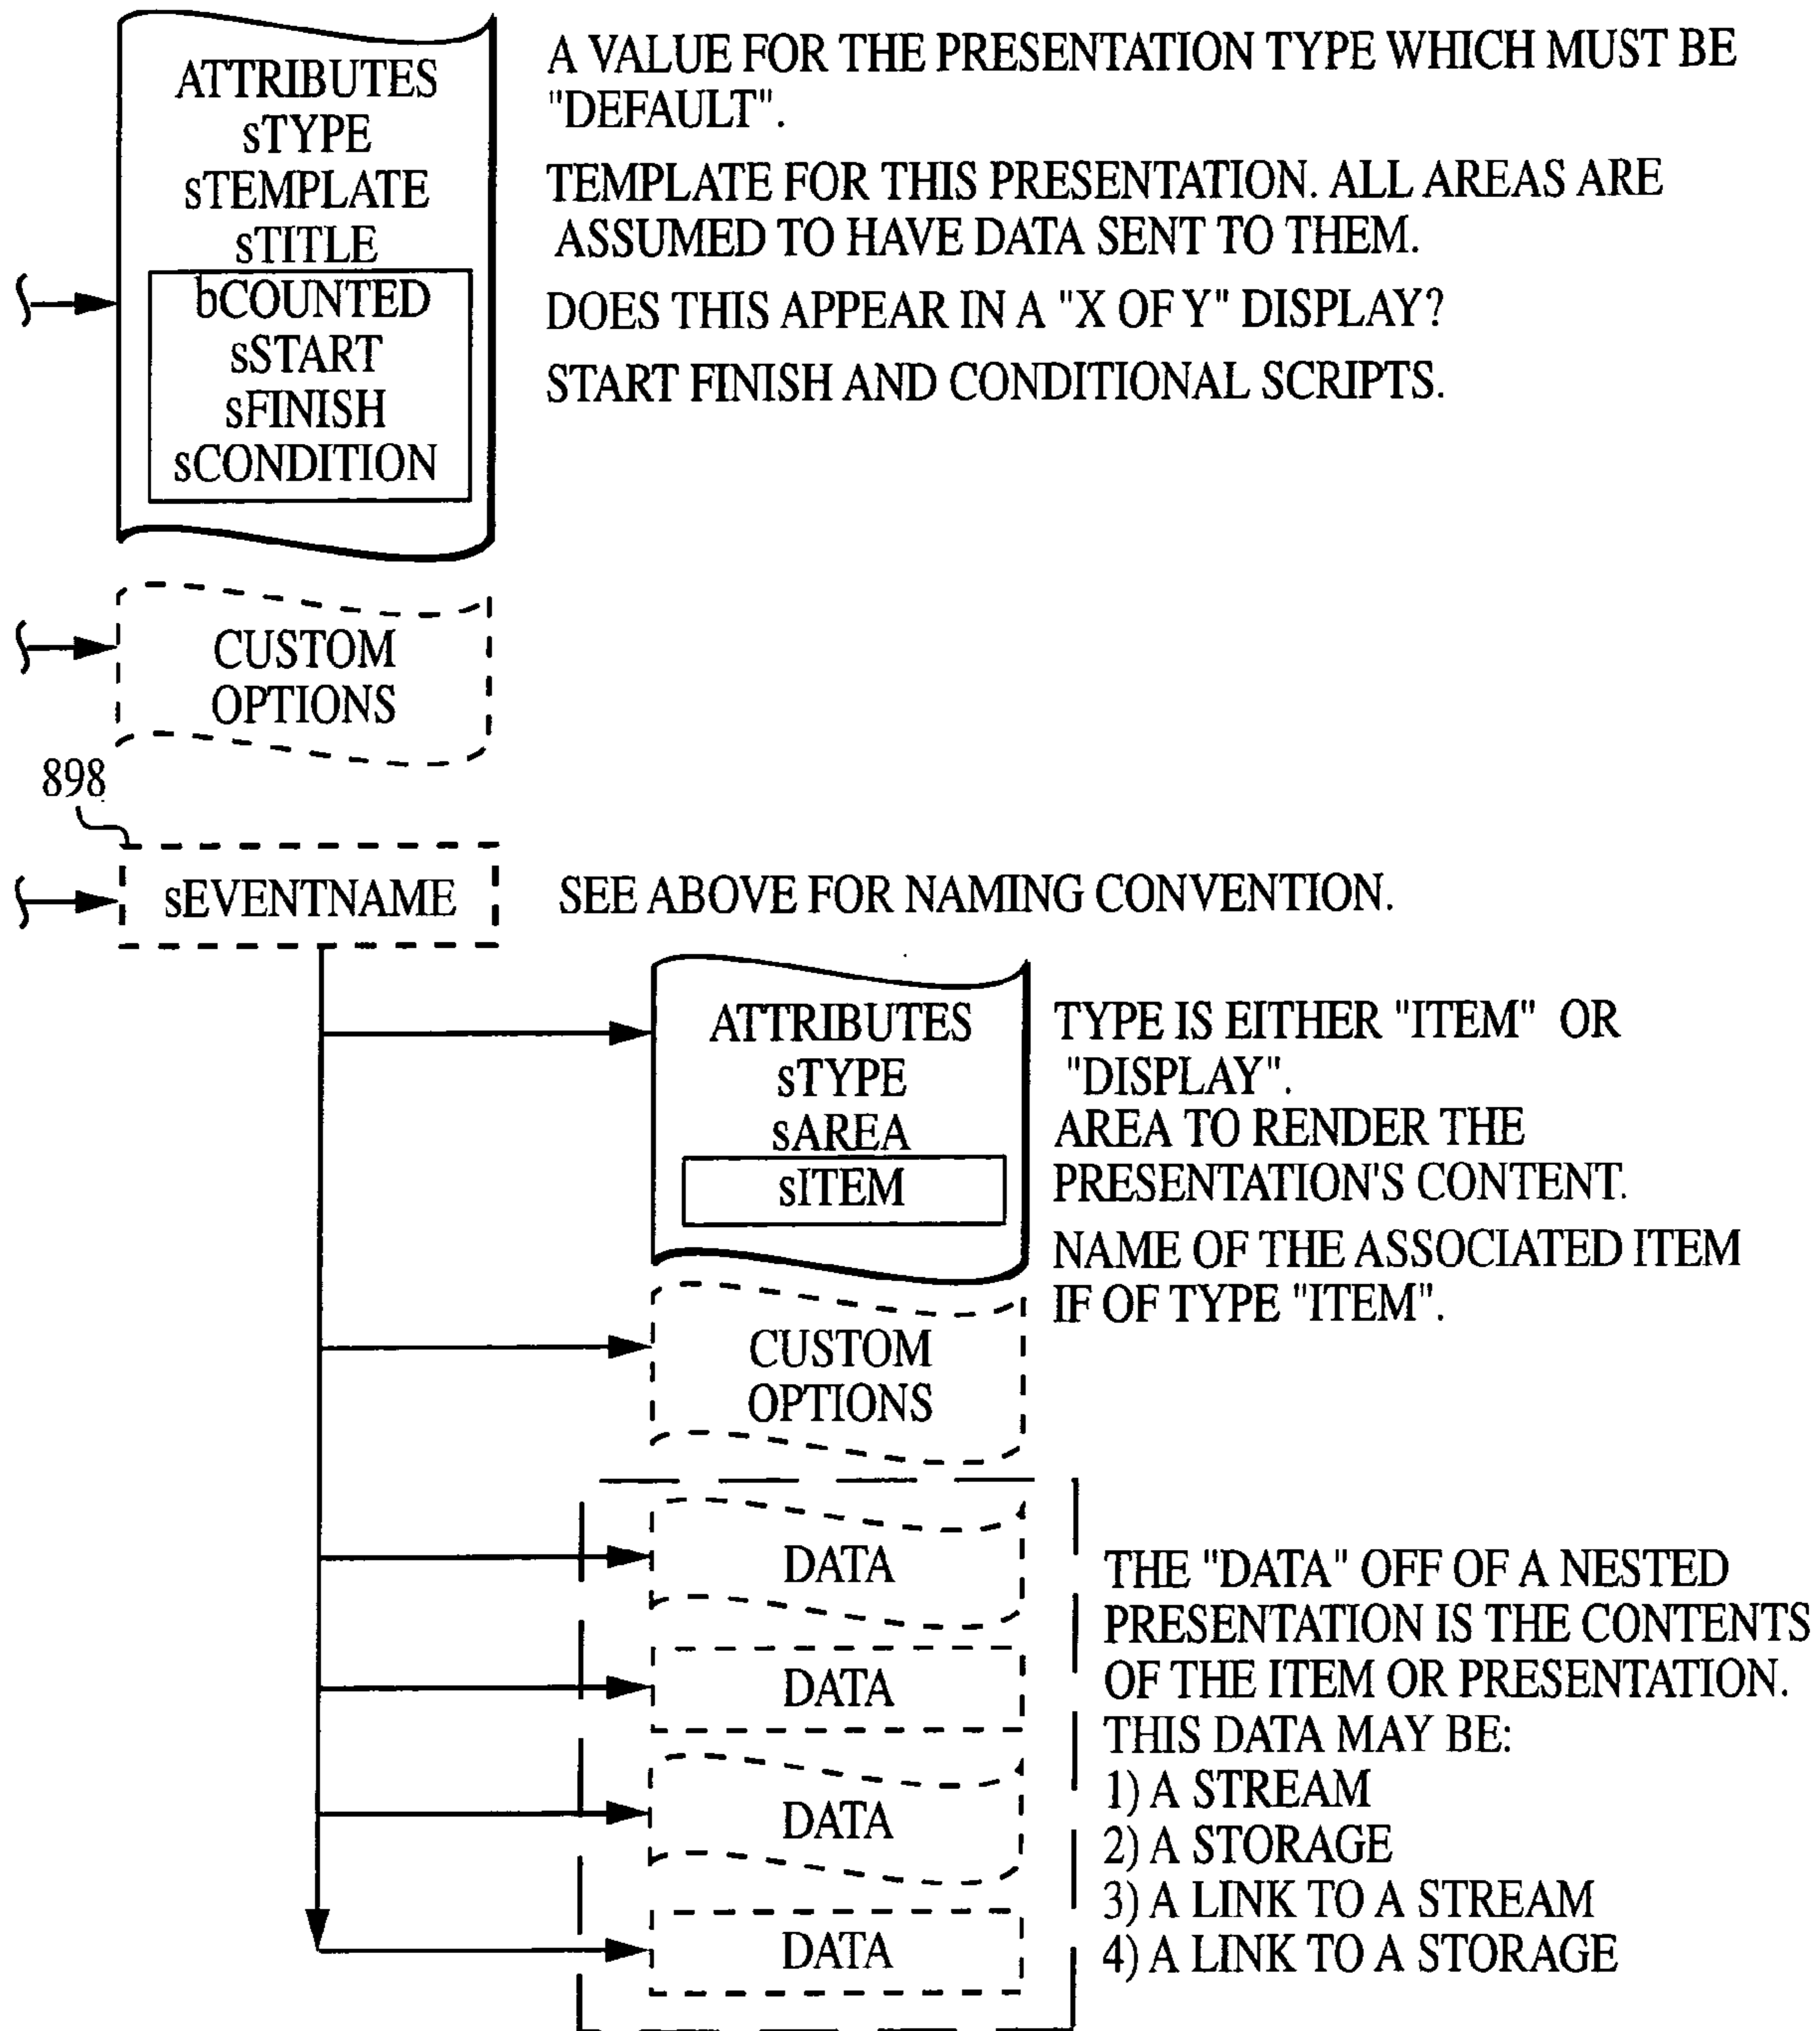 ATTRIBUTES
sTYPE
sTEMPLATE
sTITLE
bCOUNTED
sSTART
sFINISH
sCONDITION
A VALUE FOR THE PRESENTATION TYPE WHICH MUST BE
"DEFAULT".
TEMPLATE FOR THIS PRESENTATION. ALL AREAS ARE
ASSUMED TO HAVE DATA SENT TO THEM.
DOES THIS APPEAR IN A "X OF Y" DISPLAY?
START FINISH AND CONDITIONAL SCRIPTS.
CUSTOM
OPTIONS
898
sEVENTNAME
SEE ABOVE FOR NAMING CONVENTION.
ATTRIBUTES
sTYPE
sAREA
sITEM
TYPE IS EITHER "ITEM" OR
"DISPLAY".
AREA TO RENDER THE
PRESENTATION'S CONTENT.
NAME OF THE ASSOCIATED ITEM
IF OF TYPE "ITEM".
CUSTOM
OPTIONS
DATA
DATA
DATA
DATA
THE "DATA" OFF OF A NESTED
PRESENTATION IS THE CONTENTS
OF THE ITEM OR PRESENTATION.
THIS DATA MAY BE:
1) A STREAM
2) A STORAGE
3) A LINK TO A STREAM
4) A LINK TO A STORAGE